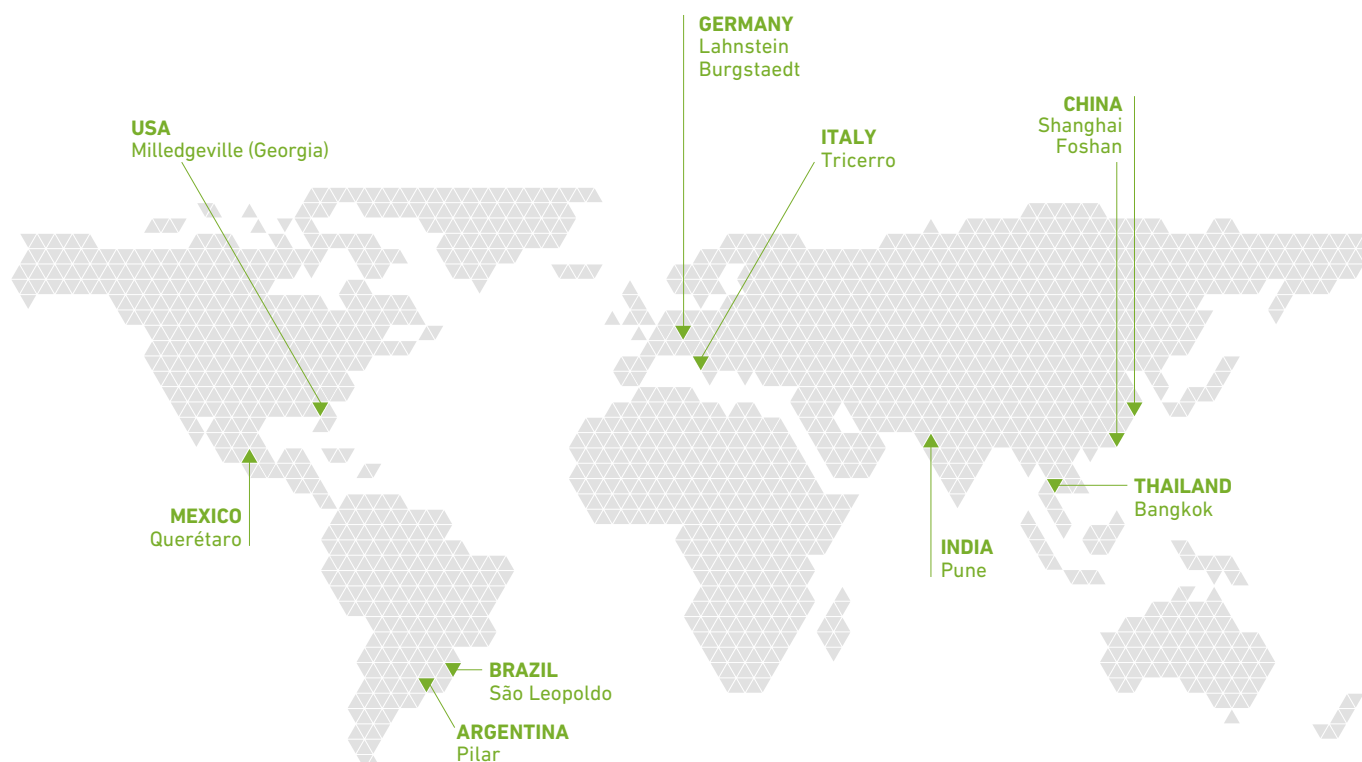 GERMANY
Lahnstein
Burgstaedt
CHINA
Shanghai
Foshan
USA
Milledgeville (Georgia)
ITALY
Tricerro
THAILAND
Bangkok
MEXICO
Querétaro
INDIA
Pune
BRAZIL
São Leopoldo
ARGENTINA
Pilar